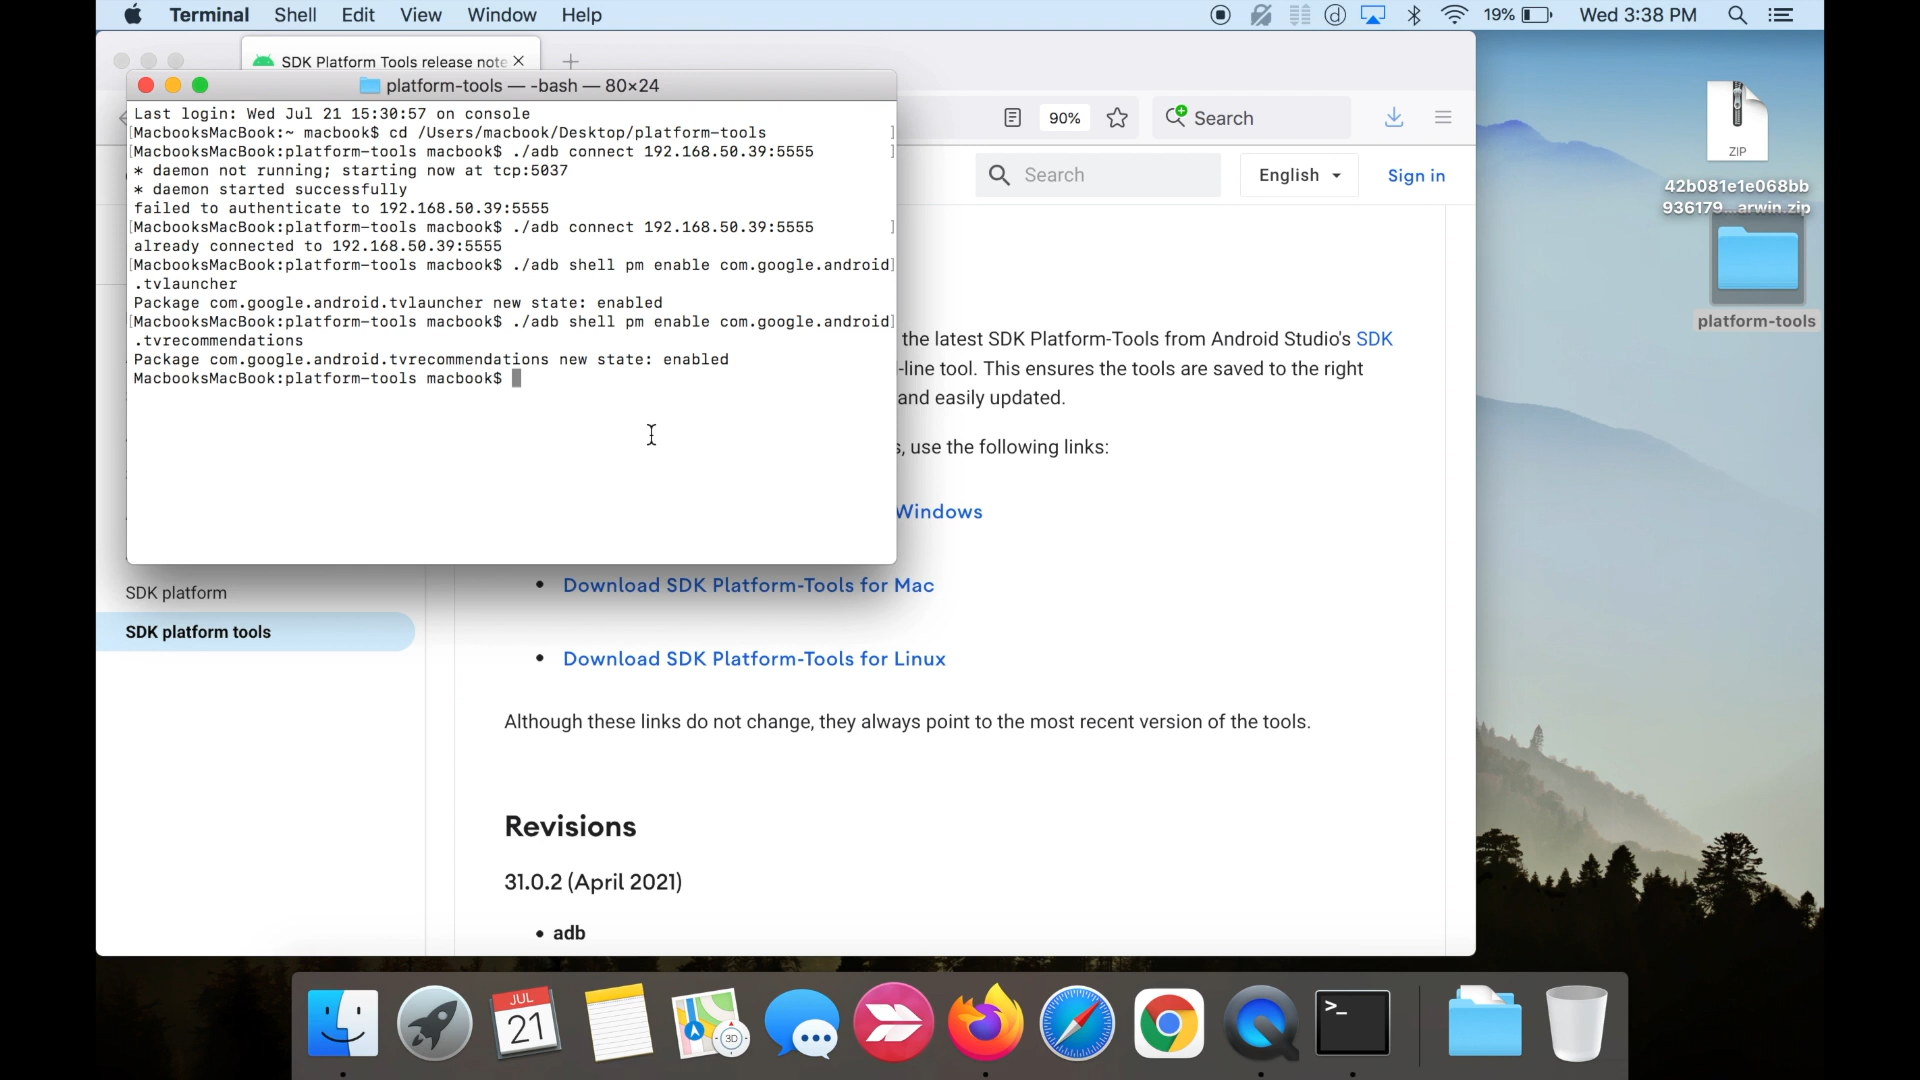 Terminal Shell Edit View Window Help 19% Wed 3:38 PM
SDK Platform Tools release note
platform-tools — -bash — 80×24
Last login: Wed Jul 21 15:30:57 on console
[MacbooksMacBook:~ macbook$ cd /Users/macbook/Desktop/platform-tools ]
[MacbooksMacBook:platform-tools macbook$ ./adb connect 192.168.50.39:5555 ]
* daemon not running; starting now at tcp:5037
* daemon started successfully
failed to authenticate to 192.168.50.39:5555
[MacbooksMacBook:platform-tools macbook$ ./adb connect 192.168.50.39:5555 ]
already connected to 192.168.50.39:5555
[MacbooksMacBook:platform-tools macbook$ ./adb shell pm enable com.google.android]
.tvlauncher
Package com.google.android.tvlauncher new state: enabled
[MacbooksMacBook:platform-tools macbook$ ./adb shell pm enable com.google.android]
.tvrecommendations
Package com.google.android.tvrecommendations new state: enabled
MacbooksMacBook:platform-tools macbook$
90% Search
Search English Sign in
the latest SDK Platform-Tools from Android Studio's SDK
-line tool. This ensures the tools are saved to the right
and easily updated.
s, use the following links:
Windows
• Download SDK Platform-Tools for Mac
• Download SDK Platform-Tools for Linux
Although these links do not change, they always point to the most recent version of the tools.
Revisions
31.0.2 (April 2021)
• adb
SDK platform
SDK platform tools
ZIP
42b081e1e068bb
936179...arwin.zip
platform-tools
JUL
21
3D
>_